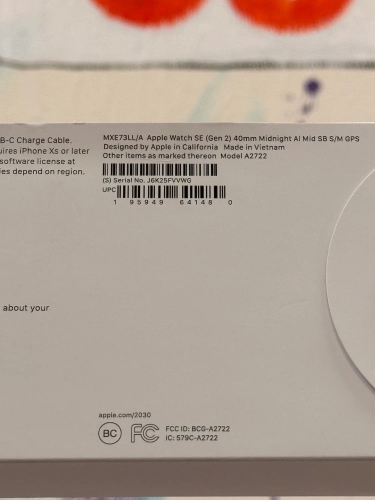 B-C Charge Cable.
uires iPhone Xs or later
software license at
ies depend on region.
MXE73LL/A Apple Watch SE (Gen 2) 40mm Midnight Al Mid SB S/M GPS
Designed by Apple in California Made in Vietnam
Other items as marked thereon Model A2722
(S) Serial No. J6K25FVVWG
UPC
1 95949 64148 0
about your
apple.com/2030
BC FC FCC ID: BCG-A2722
IC: 579C-A2722